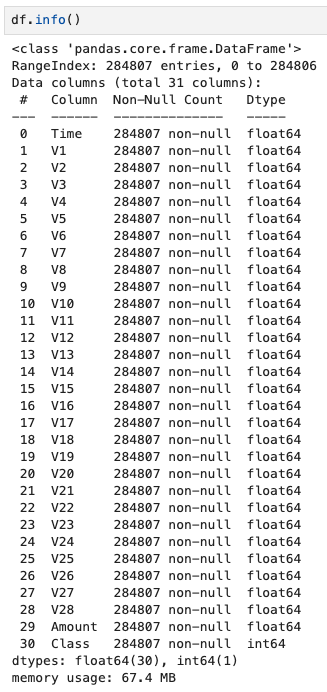 df.info()
<class 'pandas.core.frame.DataFrame'>
RangeIndex: 284807 entries, 0 to 284806
Data columns (total 31 columns):
 #   Column  Non-Null Count   Dtype
---  ------  --------------   -----
 0   Time    284807 non-null  float64
 1   V1      284807 non-null  float64
 2   V2      284807 non-null  float64
 3   V3      284807 non-null  float64
 4   V4      284807 non-null  float64
 5   V5      284807 non-null  float64
 6   V6      284807 non-null  float64
 7   V7      284807 non-null  float64
 8   V8      284807 non-null  float64
 9   V9      284807 non-null  float64
 10  V10     284807 non-null  float64
 11  V11     284807 non-null  float64
 12  V12     284807 non-null  float64
 13  V13     284807 non-null  float64
 14  V14     284807 non-null  float64
 15  V15     284807 non-null  float64
 16  V16     284807 non-null  float64
 17  V17     284807 non-null  float64
 18  V18     284807 non-null  float64
 19  V19     284807 non-null  float64
 20  V20     284807 non-null  float64
 21  V21     284807 non-null  float64
 22  V22     284807 non-null  float64
 23  V23     284807 non-null  float64
 24  V24     284807 non-null  float64
 25  V25     284807 non-null  float64
 26  V26     284807 non-null  float64
 27  V27     284807 non-null  float64
 28  V28     284807 non-null  float64
 29  Amount  284807 non-null  float64
 30  Class   284807 non-null  int64
dtypes: float64(30), int64(1)
memory usage: 67.4 MB